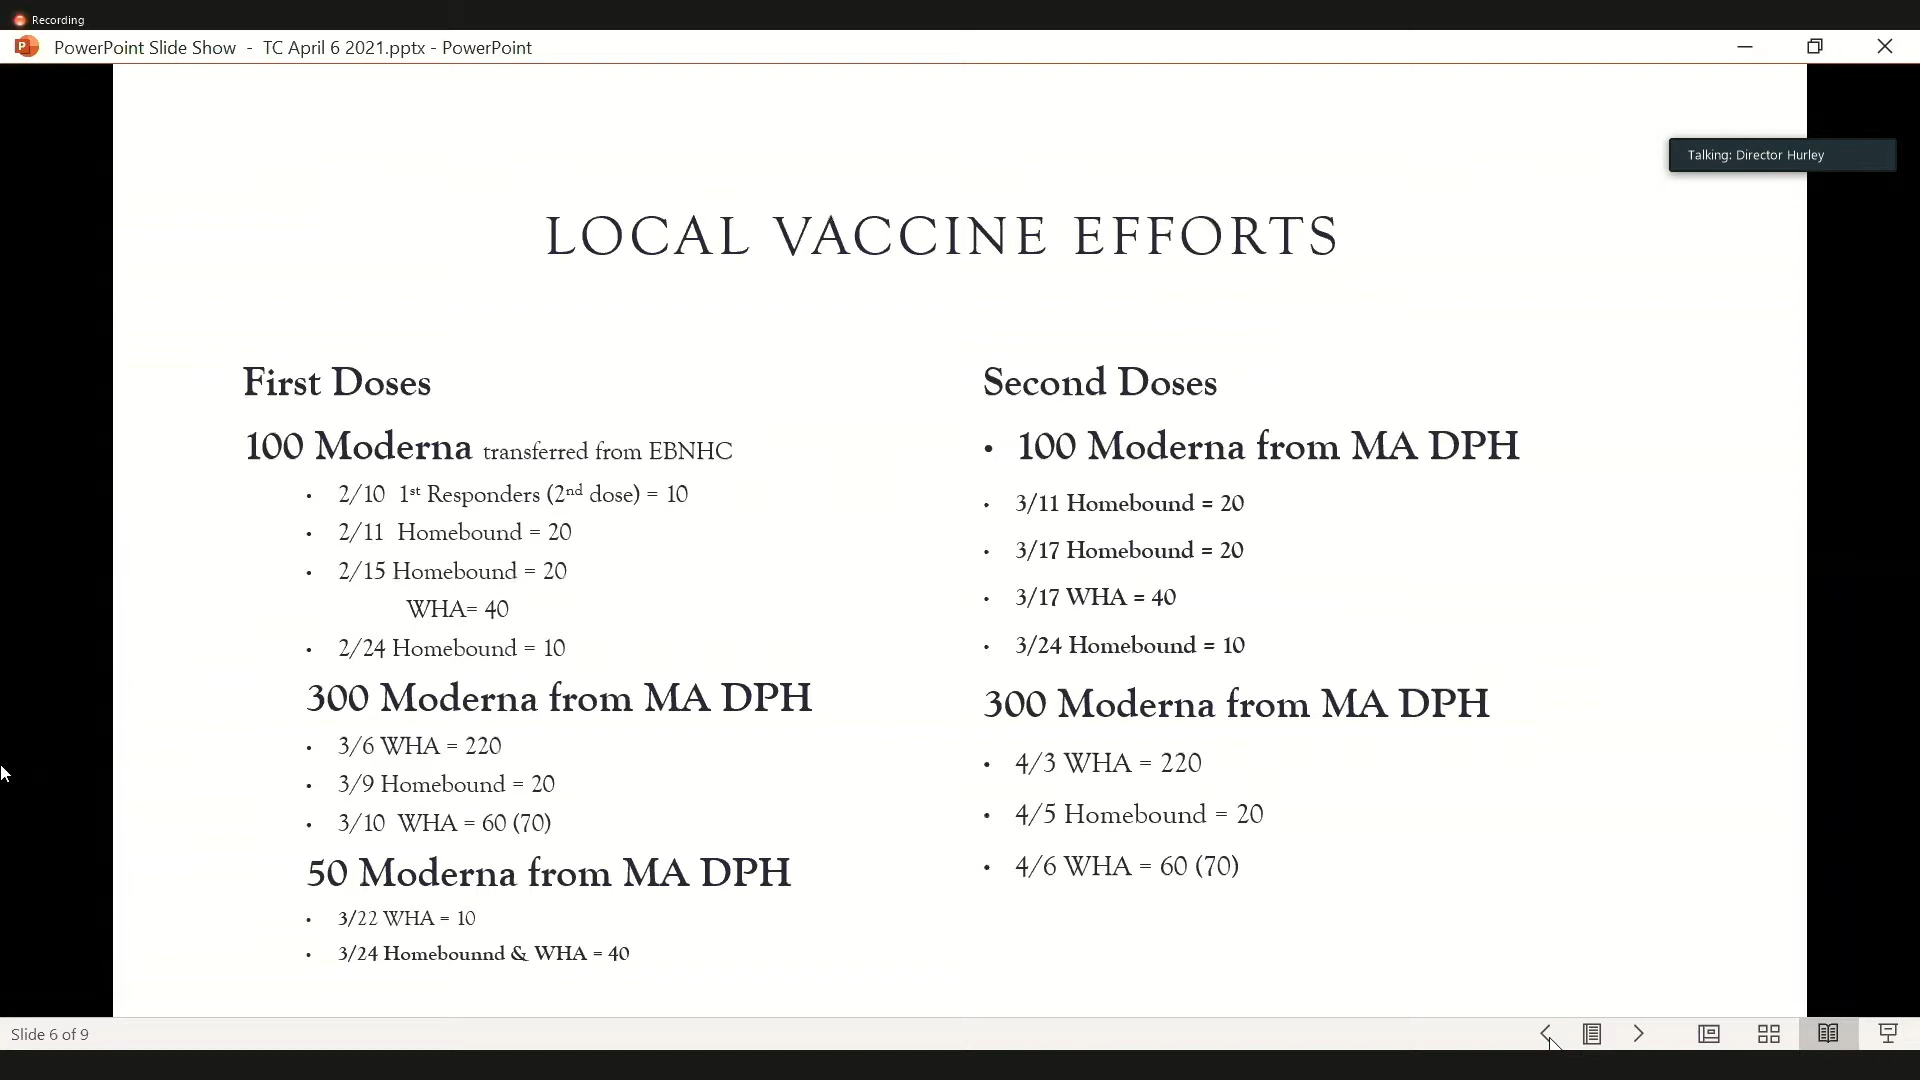 Recording
PowerPoint Slide Show - TC April 6 2021.pptx - PowerPoint
Talking: Director Hurley
LOCAL VACCINE EFFORTS
First Doses
100 Moderna transferred from EBNHC
• 2/10 1st Responders (2nd dose) = 10
• 2/11 Homebound = 20
• 2/15 Homebound = 20
WHA= 40
• 2/24 Homebound = 10
300 Moderna from MA DPH
• 3/6 WHA = 220
• 3/9 Homebound = 20
• 3/10 WHA = 60 (70)
50 Moderna from MA DPH
• 3/22 WHA = 10
• 3/24 Homebounnd & WHA = 40
Second Doses
• 100 Moderna from MA DPH
• 3/11 Homebound = 20
• 3/17 Homebound = 20
• 3/17 WHA = 40
• 3/24 Homebound = 10
300 Moderna from MA DPH
• 4/3 WHA = 220
• 4/5 Homebound = 20
• 4/6 WHA = 60 (70)
Slide 6 of 9